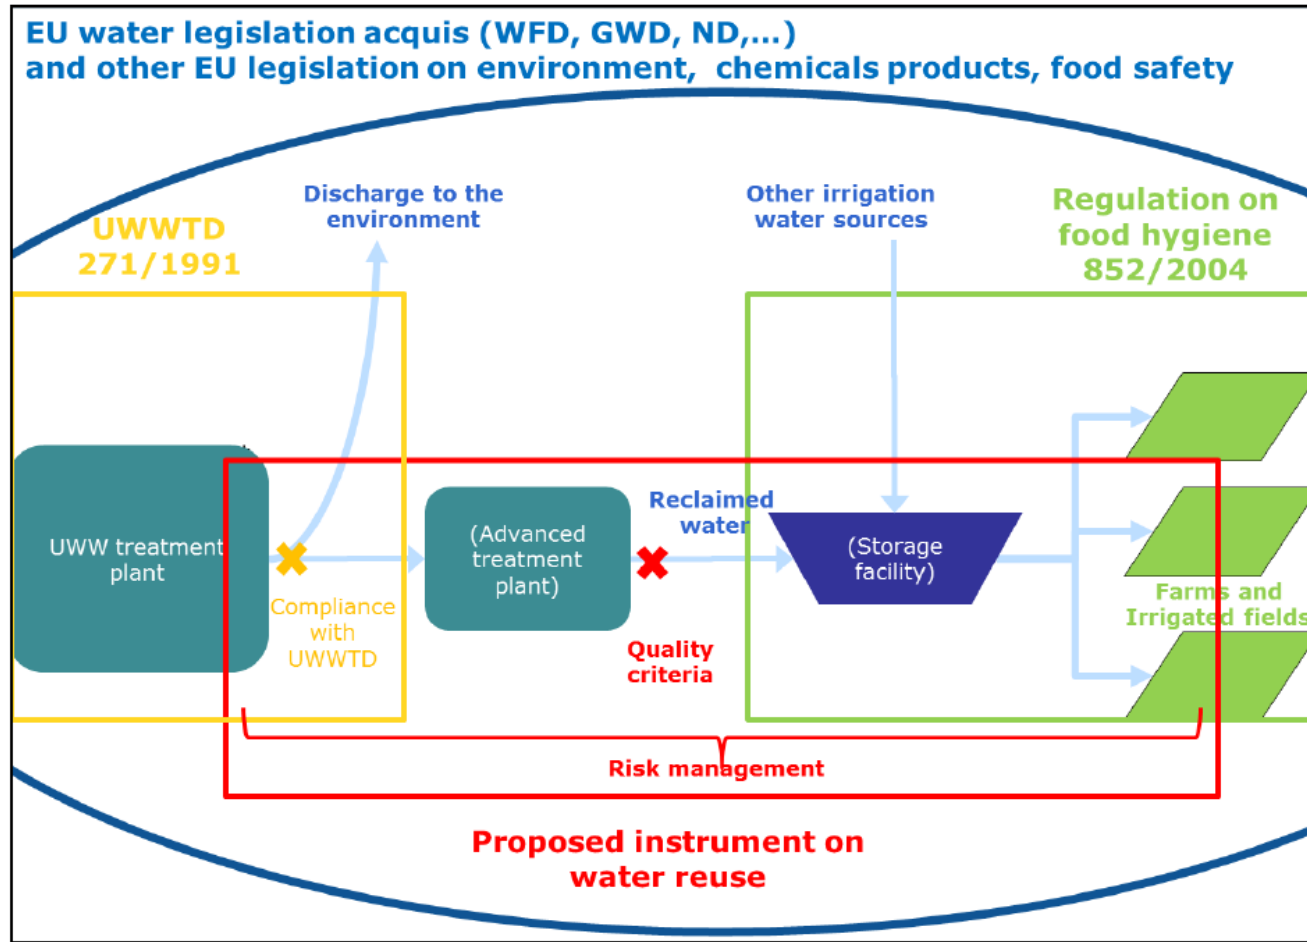 EU water legislation acquis (WFD, GWD, ND,...)
and other EU legislation on environment,  chemicals products, food safety
Discharge to the
environment
Other irrigation
water sources
UWWTD
271/1991
Regulation on
food hygiene
852/2004
UWW treatment
plant
Compliance
with
UWWTD
(Advanced
treatment
plant)
Reclaimed
water
Quality
criteria
(Storage
facility)
Farms and
Irrigated fields
Risk management
Proposed instrument on
water reuse